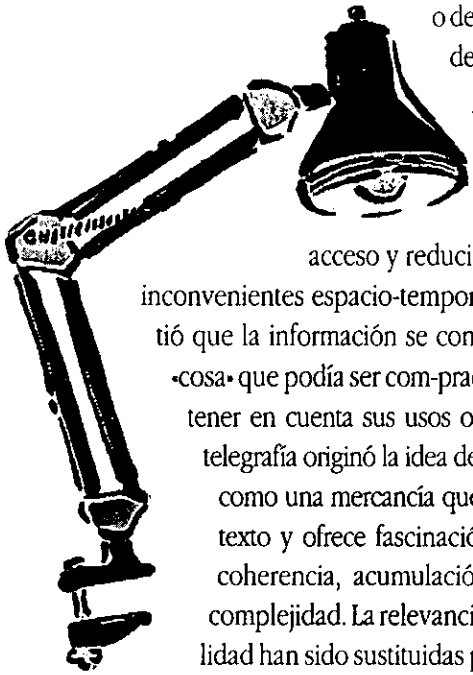 o de
de
acceso y reduci
inconvenientes espacio-tempor
tió que la información se con
«cosa» que podía ser com-prad
tener en cuenta sus usos o
telegrafía originó la idea de
como una mercancía que
texto y ofrece fascinació
coherencia, acumulación
complejidad. La relevanci
lidad han sido sustituidas p